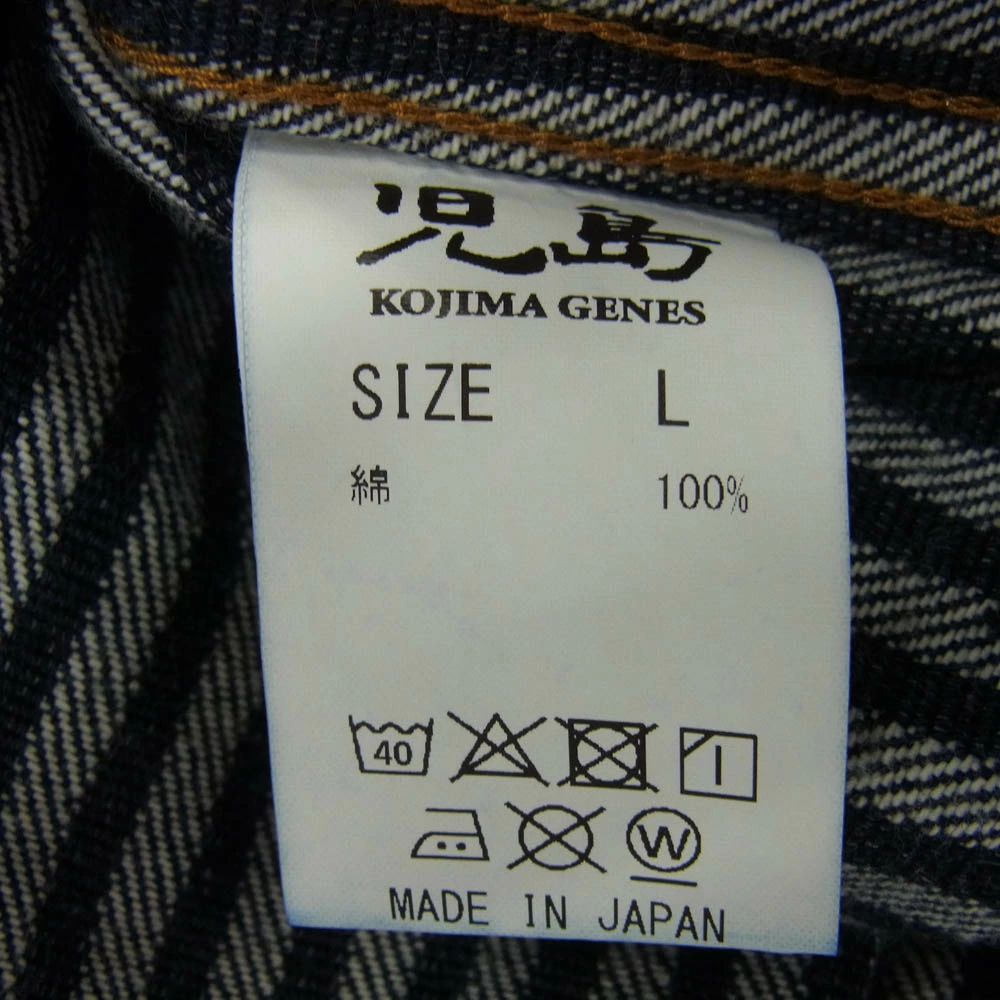 児島
KOJIMA GENES
SIZE L
綿 100%
40
W
MADE IN JAPAN